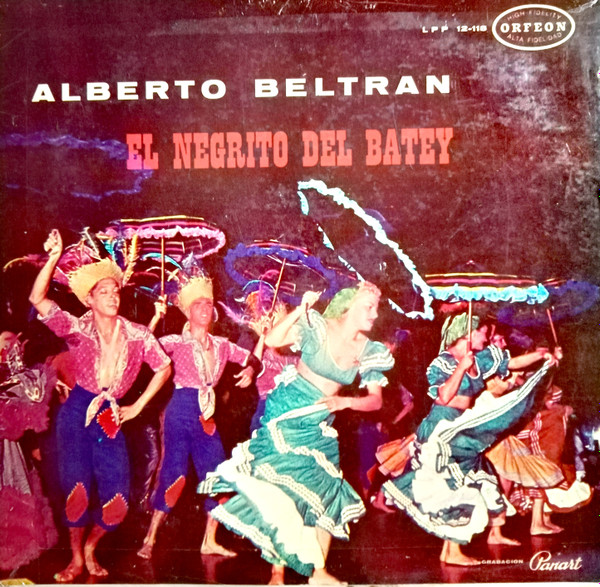 LPP 12-118
HIGH-FIDELITY
ORFEON
ALTA FIDELIDAD
ALBERTO BELTRAN
EL NEGRITO DEL BATEY
GRABACION Panart